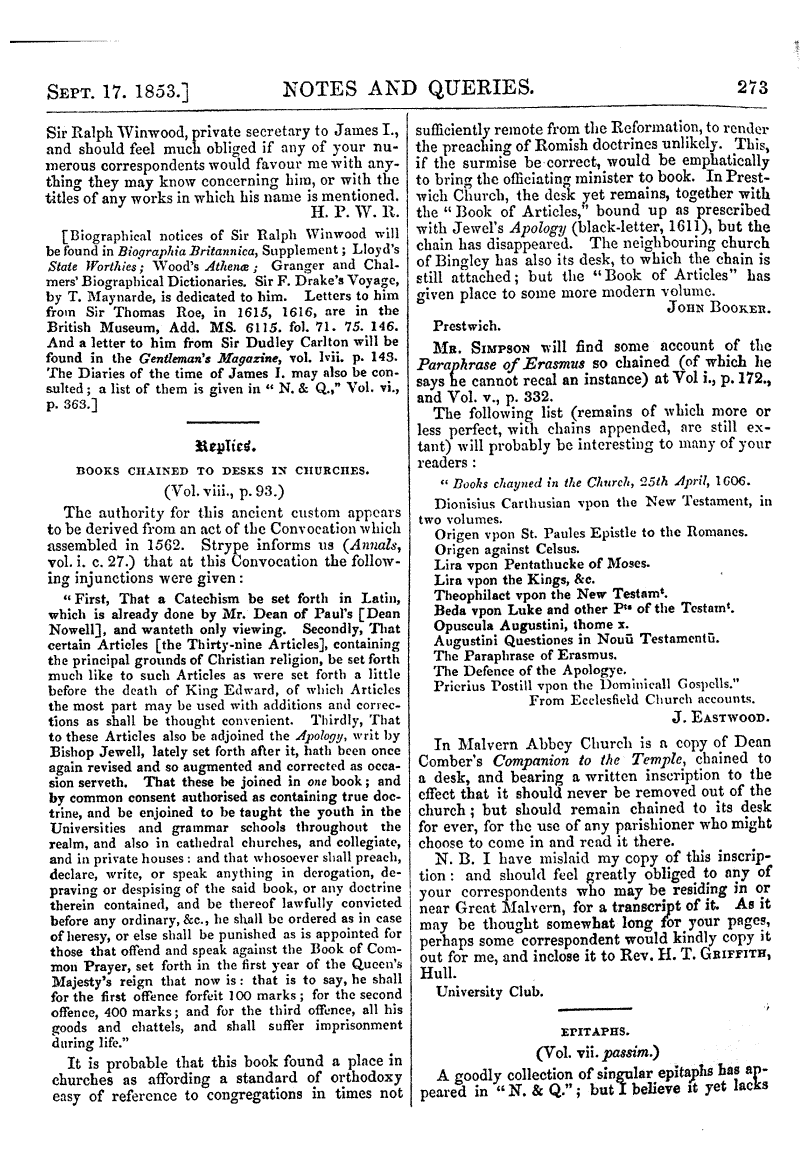 SEPT. 17. 1853.] NOTES AND QUERIES. 273
Sir Ralph Winwood, private secretary to James I.,
and should feel much obliged if any of your nu-
merous correspondents would favour me with any-
thing they may know concerning him, or with the
titles of any works in which his name is mentioned.
H. P. W. R.
[Biographical notices of Sir Ralph Winwood will
be found in Biographia Britannica, Supplement; Lloyd's
State Worthies; Wood's Athenæ; Granger and Chal-
mers' Biographical Dictionaries. Sir F. Drake's Voyage,
by T. Maynarde, is dedicated to him. Letters to him
from Sir Thomas Roe, in 1615, 1616, are in the
British Museum, Add. MS. 6115. fol. 71. 75. 146.
And a letter to him from Sir Dudley Carlton will be
found in the Gentleman's Magazine, vol. lvii. p. 143.
The Diaries of the time of James I. may also be con-
sulted; a list of them is given in "N. & Q.," Vol. vi.,
p. 363.]
Replies.
BOOKS CHAINED TO DESKS IN CHURCHES.
(Vol. viii., p. 93.)
The authority for this ancient custom appears
to be derived from an act of the Convocation which
assembled in 1562. Strype informs us (Annals,
vol. i. c. 27.) that at this Convocation the follow-
ing injunctions were given:
"First, That a Catechism be set forth in Latin,
which is already done by Mr. Dean of Paul's [Dean
Nowell], and wanteth only viewing. Secondly, That
certain Articles [the Thirty-nine Articles], containing
the principal grounds of Christian religion, be set forth
much like to such Articles as were set forth a little
before the death of King Edward, of which Articles
the most part may be used with additions and correc-
tions as shall be thought convenient. Thirdly, That
to these Articles also be adjoined the Apology, writ by
Bishop Jewell, lately set forth after it, hath been once
again revised and so augmented and corrected as occa-
sion serveth. That these be joined in one book; and
by common consent authorised as containing true doc-
trine, and be enjoined to be taught the youth in the
Universities and grammar schools throughout the
realm, and also in cathedral churches, and collegiate,
and in private houses: and that whosoever shall preach,
declare, write, or speak anything in derogation, de-
praving or despising of the said book, or any doctrine
therein contained, and be thereof lawfully convicted
before any ordinary, &c., he shall be ordered as in case
of heresy, or else shall be punished as is appointed for
those that offend and speak against the Book of Com-
mon Prayer, set forth in the first year of the Queen's
Majesty's reign that now is: that is to say, he shall
for the first offence forfeit 100 marks; for the second
offence, 400 marks; and for the third offence, all his
goods and chattels, and shall suffer imprisonment
during life."
It is probable that this book found a place in
churches as affording a standard of orthodoxy
easy of reference to congregations in times not
sufficiently remote from the Reformation, to render
the preaching of Romish doctrines unlikely. This,
if the surmise be correct, would be emphatically
to bring the officiating minister to book. In Prest-
wich Church, the desk yet remains, together with
the "Book of Articles," bound up as prescribed
with Jewel's Apology (black-letter, 1611), but the
chain has disappeared. The neighbouring church
of Bingley has also its desk, to which the chain is
still attached; but the "Book of Articles" has
given place to some more modern volume.
JOHN BOOKER.
Prestwich.
MR. SIMPSON will find some account of the
Paraphrase of Erasmus so chained (of which he
says he cannot recal an instance) at Vol i., p. 172.,
and Vol. v., p. 332.
The following list (remains of which more or
less perfect, with chains appended, are still ex-
tant) will probably be interesting to many of your
readers:
"Books chayned in the Church, 25th April, 1606.
Dionisius Carthusian vpon the New Testament, in
two volumes.
Origen vpon St. Paules Epistle to the Romanes.
Origen against Celsus.
Lira vpon Pentathucke of Moses.
Lira vpon the Kings, &c.
Theophilact vpon the New Testamᵗ.
Beda vpon Luke and other Pᵗˢ of the Testamᵗ.
Opuscula Augustini, thome x.
Augustini Questiones in Nouū Testamentū.
The Paraphrase of Erasmus.
The Defence of the Apologye.
Prierius Postill vpon the Dominicall Gospells."
From Ecclesfield Church accounts.
J. EASTWOOD.
In Malvern Abbey Church is a copy of Dean
Comber's Companion to the Temple, chained to
a desk, and bearing a written inscription to the
effect that it should never be removed out of the
church; but should remain chained to its desk
for ever, for the use of any parishioner who might
choose to come in and read it there.
N. B. I have mislaid my copy of this inscrip-
tion: and should feel greatly obliged to any of
your correspondents who may be residing in or
near Great Malvern, for a transcript of it. As it
may be thought somewhat long for your pages,
perhaps some correspondent would kindly copy it
out for me, and inclose it to Rev. H. T. GRIFFITH,
Hull.
University Club.
EPITAPHS.
(Vol. vii. passim.)
A goodly collection of singular epitaphs has ap-
peared in "N. & Q."; but I believe it yet lacks